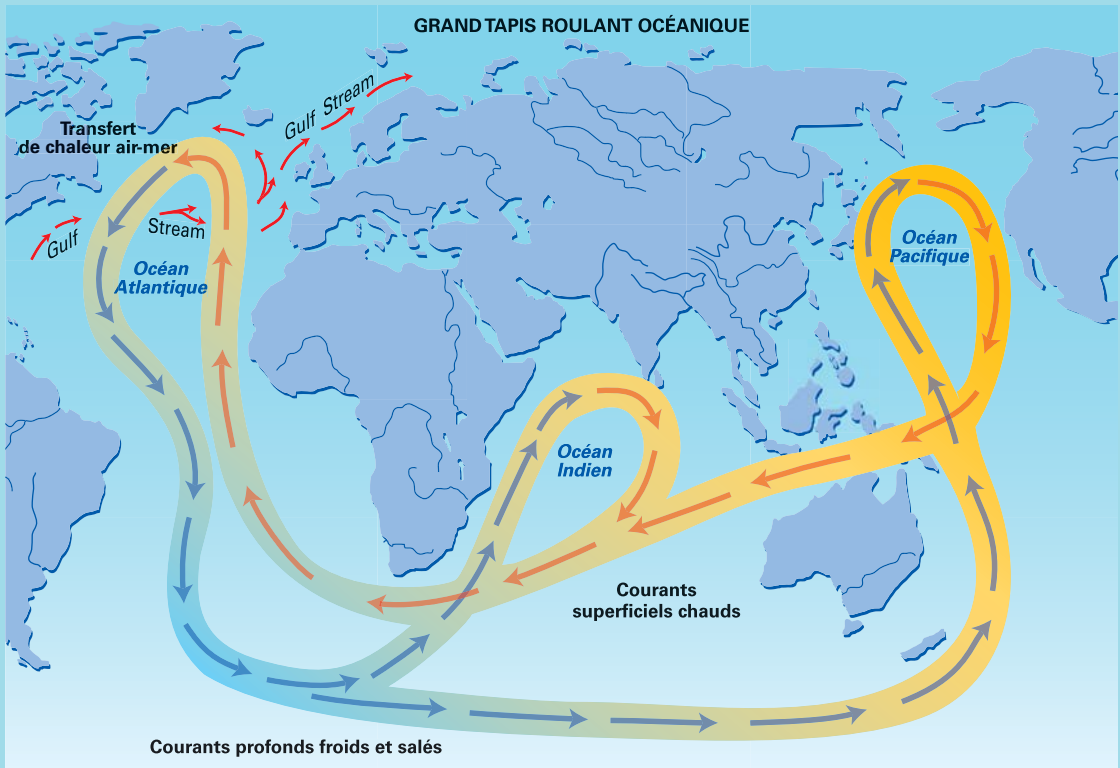 GRAND TAPIS ROULANT OCÉANIQUE
Gulf Stream
Transfert
de chaleur air-mer
Gulf
Stream
Océan
Atlantique
Océan
Pacifique
Océan
Indien
Courants
superficiels chauds
Courants profonds froids et salés